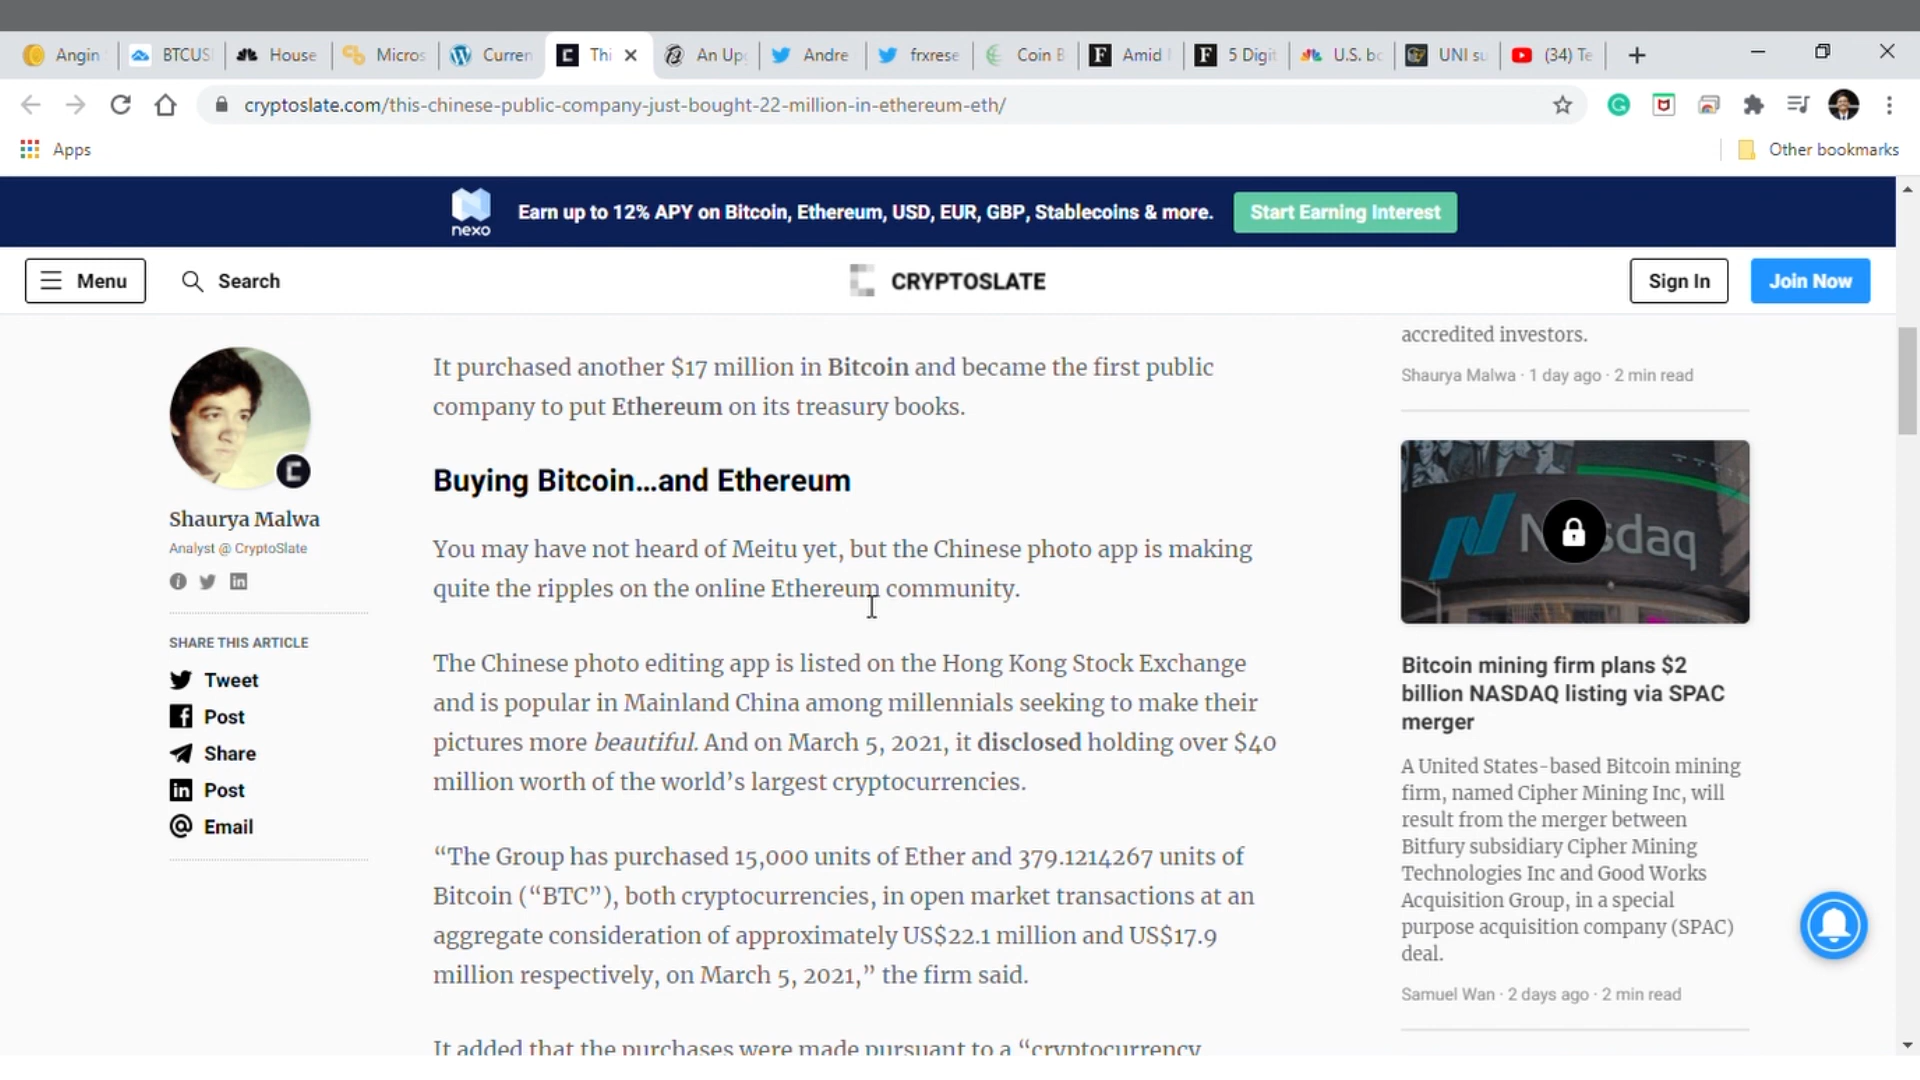 Angin
BTCUS
House
Micros
Curren
Thi
An Up
Andre
frxrese
Coin B
Amid
5 Digit
U.S. bo
UNI su
(34) Te
cryptoslate.com/this-chinese-public-company-just-bought-22-million-in-ethereum-eth/
Apps
Other bookmarks
nexo
Earn up to 12% APY on Bitcoin, Ethereum, USD, EUR, GBP, Stablecoins & more.
Start Earning Interest
Menu
Search
CRYPTOSLATE
Sign In
Join Now
Shaurya Malwa
Analyst @ CryptoSlate
SHARE THIS ARTICLE
Tweet
Post
Share
Post
Email
It purchased another $17 million in Bitcoin and became the first public
company to put Ethereum on its treasury books.
Buying Bitcoin…and Ethereum
You may have not heard of Meitu yet, but the Chinese photo app is making
quite the ripples on the online Ethereum community.
The Chinese photo editing app is listed on the Hong Kong Stock Exchange
and is popular in Mainland China among millennials seeking to make their
pictures more beautiful. And on March 5, 2021, it disclosed holding over $40
million worth of the world’s largest cryptocurrencies.
“The Group has purchased 15,000 units of Ether and 379.1214267 units of
Bitcoin (“BTC”), both cryptocurrencies, in open market transactions at an
aggregate consideration of approximately US$22.1 million and US$17.9
million respectively, on March 5, 2021,” the firm said.
It added that the purchases were made pursuant to a “cryptocurrency
accredited investors.
Shaurya Malwa · 1 day ago · 2 min read
Nasdaq
Bitcoin mining firm plans $2
billion NASDAQ listing via SPAC
merger
A United States-based Bitcoin mining
firm, named Cipher Mining Inc, will
result from the merger between
Bitfury subsidiary Cipher Mining
Technologies Inc and Good Works
Acquisition Group, in a special
purpose acquisition company (SPAC)
deal.
Samuel Wan · 2 days ago · 2 min read